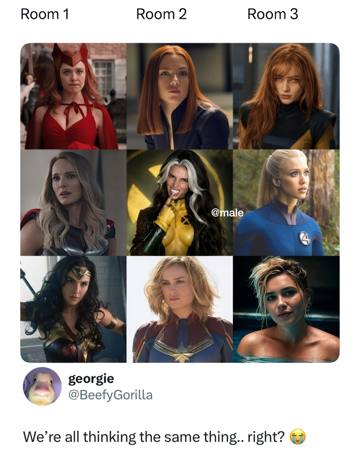 Room 1 Room 2 Room 3
@male
georgie
@BeefyGorilla
We're all thinking the same thing.. right? 😭